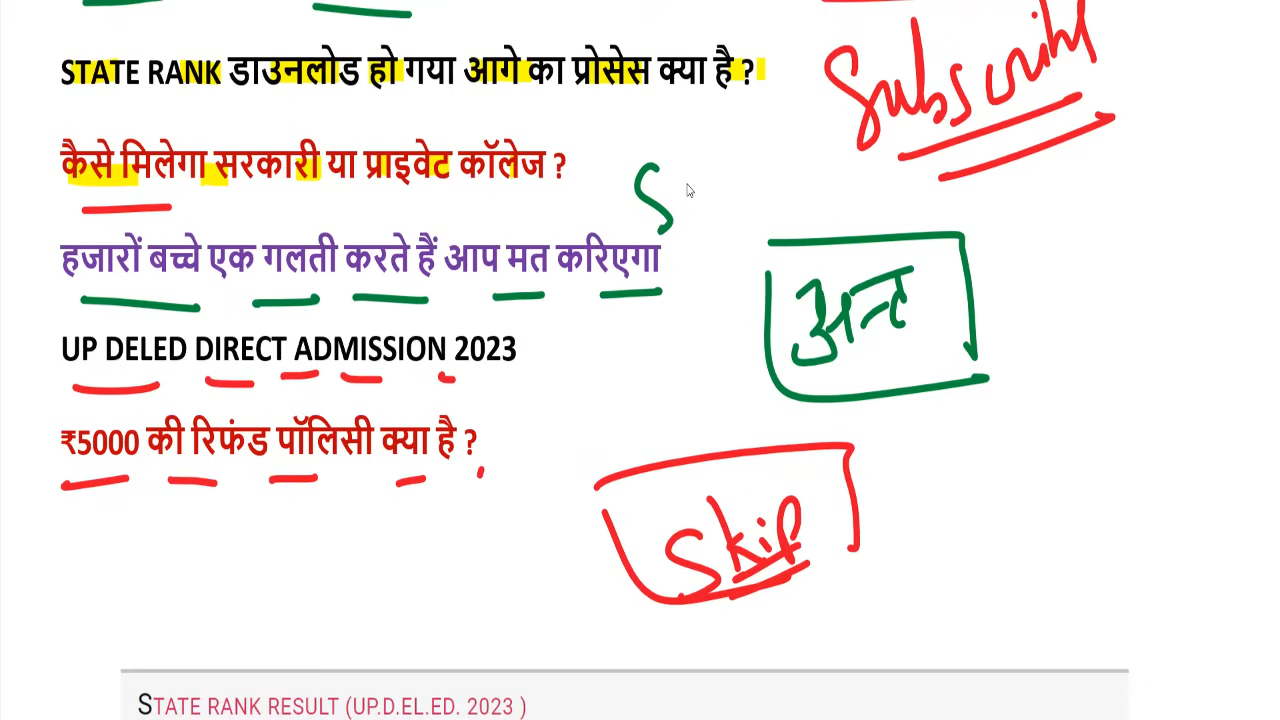 STATE RANK डाउनलोड हो गया आगे का प्रोसेस क्या है ?
Subscribe
कैसे मिलेगा सरकारी या प्राइवेट कॉलेज ?
S
हजारों बच्चे एक गलती करते हैं आप मत करिएगा
अन्त
UP DELED DIRECT ADMISSION 2023
₹5000 की रिफंड पॉलिसी क्या है ?
Skip
STATE RANK RESULT (UP.D.EL.ED. 2023 )